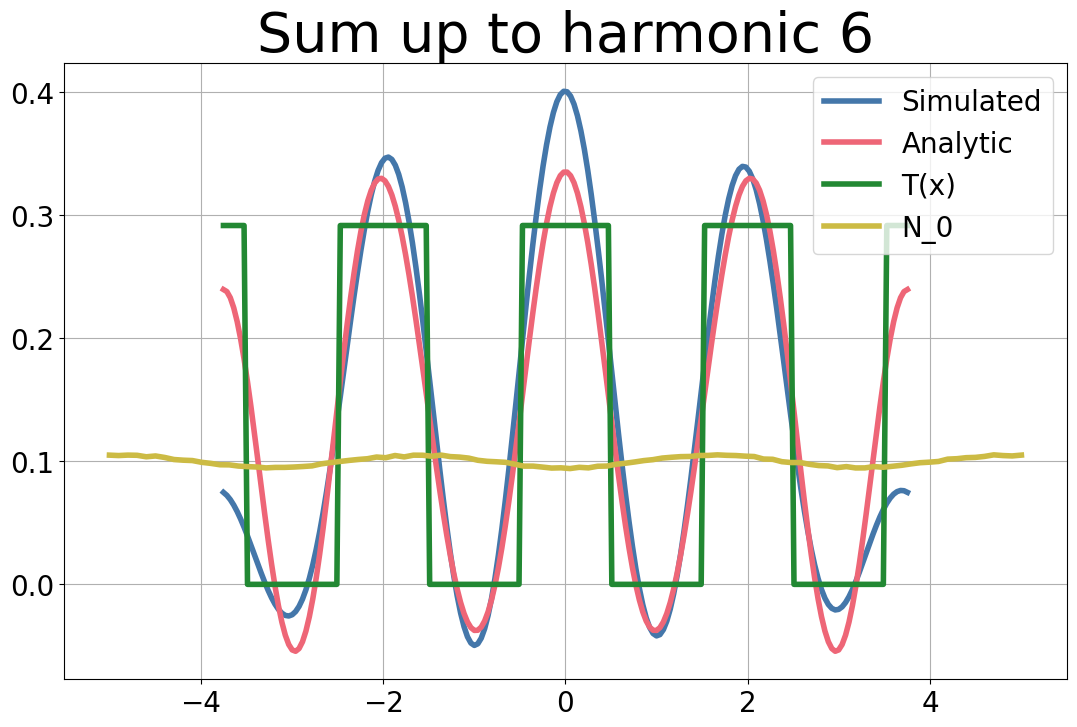 Sum up to harmonic 6
0.4
0.3
0.2
0.1
0.0
−4
−2
0
2
4
Simulated
Analytic
T(x)
N_0